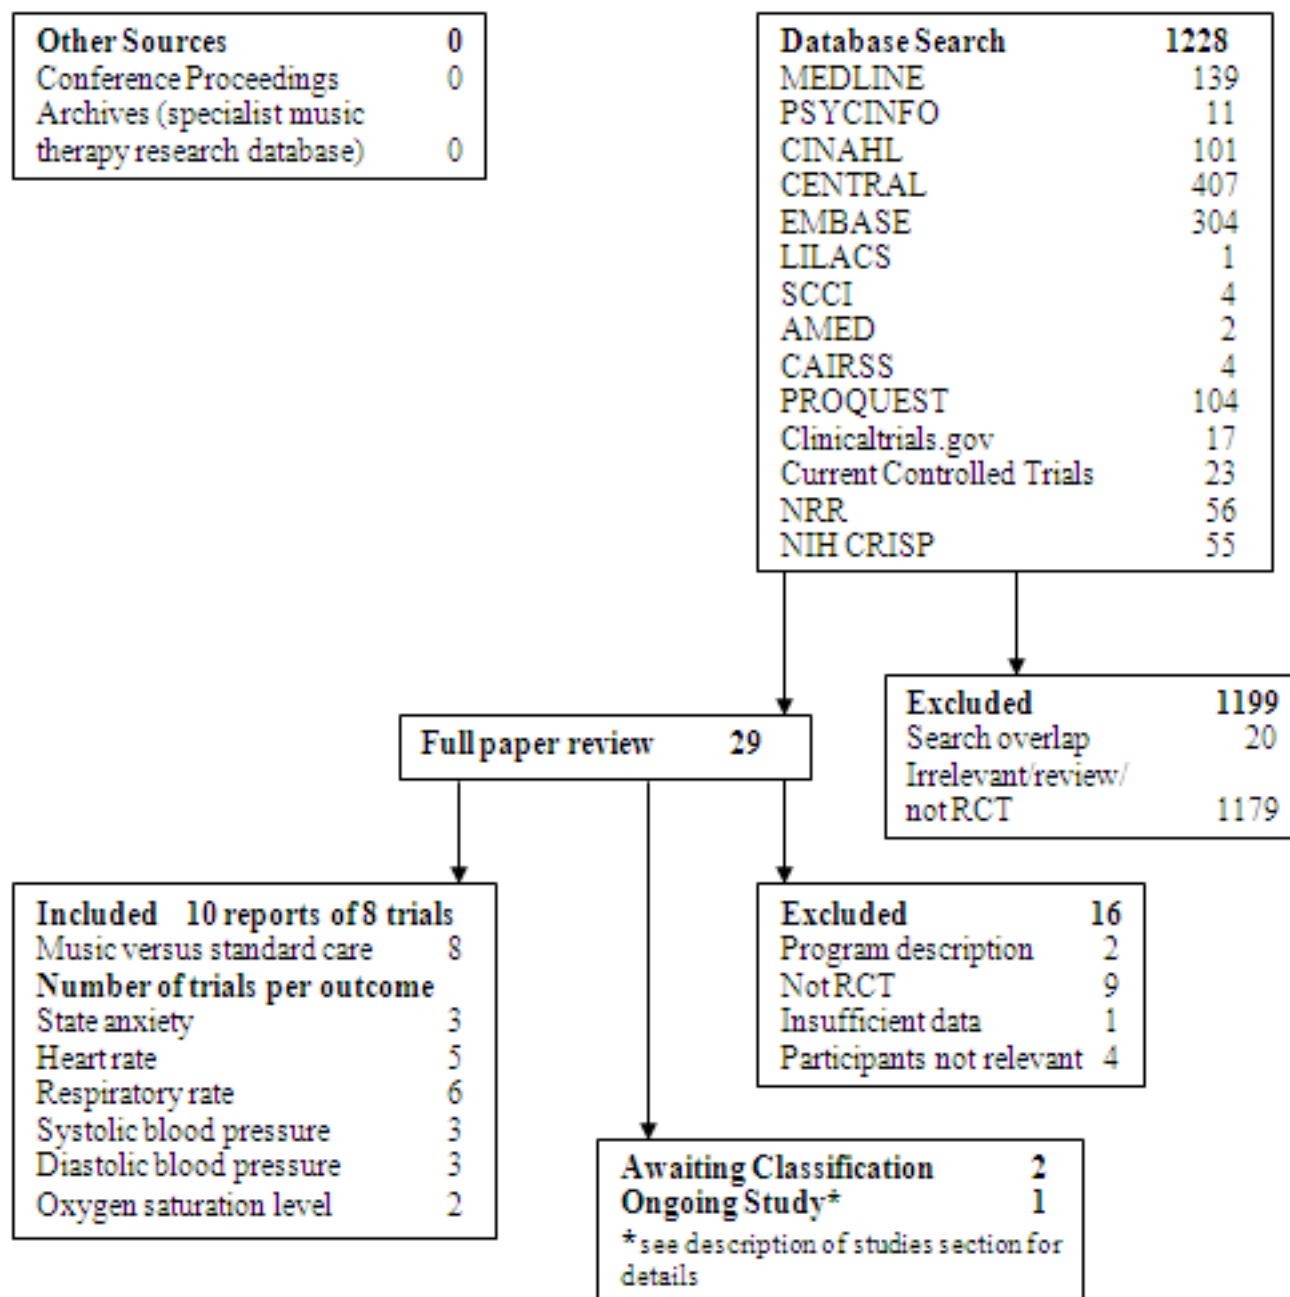 Other Sources 0
Conference Proceedings 0
Archives (specialist music
therapy research database) 0
Database Search 1228
MEDLINE 139
PSYCINFO 11
CINAHL 101
CENTRAL 407
EMBASE 304
LILACS 1
SCCI 4
AMED 2
CAIRSS 4
PROQUEST 104
Clinicaltrials.gov 17
Current Controlled Trials 23
NRR 56
NIH CRISP 55
Excluded 1199
Search overlap 20
Irrelevant/review/
not RCT 1179
Full paper review 29
Included 10 reports of 8 trials
Music versus standard care 8
Number of trials per outcome
State anxiety 3
Heart rate 5
Respiratory rate 6
Systolic blood pressure 3
Diastolic blood pressure 3
Oxygen saturation level 2
Excluded 16
Program description 2
Not RCT 9
Insufficient data 1
Participants not relevant 4
Awaiting Classification 2
Ongoing Study* 1
*see description of studies section for
details